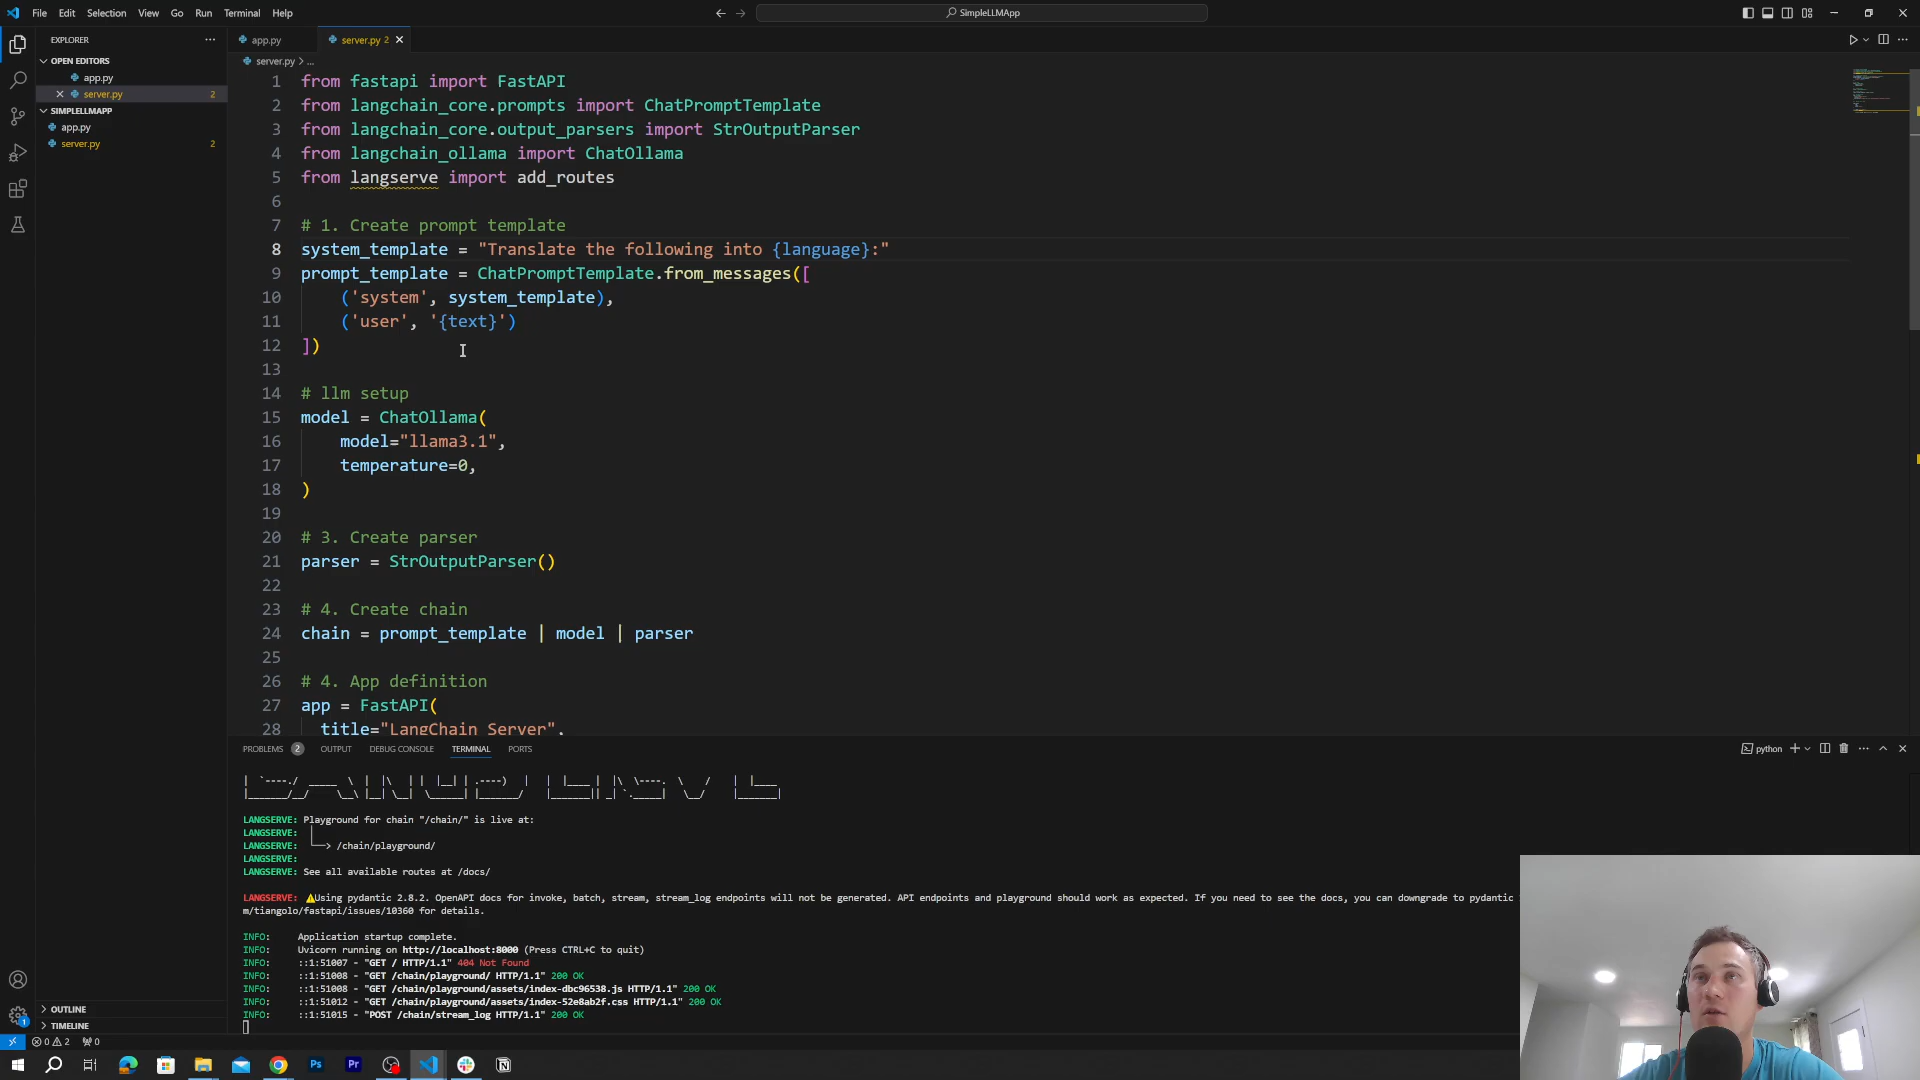 File Edit Selection View Go Run Terminal Help
SimpleLLMApp
EXPLORER
OPEN EDITORS
app.py
server.py 2
SIMPLELLMAPP
app.py
server.py 2
OUTLINE
TIMELINE
app.py
server.py 2
server.py > ...
1 from fastapi import FastAPI
2 from langchain_core.prompts import ChatPromptTemplate
3 from langchain_core.output_parsers import StrOutputParser
4 from langchain_ollama import ChatOllama
5 from langserve import add_routes
6
7 # 1. Create prompt template
8 system_template = "Translate the following into {language}:"
9 prompt_template = ChatPromptTemplate.from_messages([
10 ('system', system_template),
11 ('user', '{text}')
12 ])
13
14 # llm setup
15 model = ChatOllama(
16 model="llama3.1",
17 temperature=0,
18 )
19
20 # 3. Create parser
21 parser = StrOutputParser()
22
23 # 4. Create chain
24 chain = prompt_template | model | parser
25
26 # 4. App definition
27 app = FastAPI(
28 title="LangChain Server",
PROBLEMS 2 OUTPUT DEBUG CONSOLE TERMINAL PORTS
python
LANGSERVE: Playground for chain "/chain/" is live at:
LANGSERVE: │
LANGSERVE: └──> /chain/playground/
LANGSERVE:
LANGSERVE: See all available routes at /docs/
LANGSERVE: ⚠Using pydantic 2.8.2. OpenAPI docs for invoke, batch, stream, stream_log endpoints will not be generated. API endpoints and playground should work as expected. If you need to see the docs, you can downgrade to pydantic
m/tiangolo/fastapi/issues/10360 for details.
INFO: Application startup complete.
INFO: Uvicorn running on http://localhost:8000 (Press CTRL+C to quit)
INFO: ::1:51007 - "GET / HTTP/1.1" 404 Not Found
INFO: ::1:51008 - "GET /chain/playground/ HTTP/1.1" 200 OK
INFO: ::1:51008 - "GET /chain/playground/assets/index-dbc96538.js HTTP/1.1" 200 OK
INFO: ::1:51012 - "GET /chain/playground/assets/index-52e8ab2f.css HTTP/1.1" 200 OK
INFO: ::1:51015 - "POST /chain/stream_log HTTP/1.1" 200 OK
0 2 0
1
Ps
Pr
N